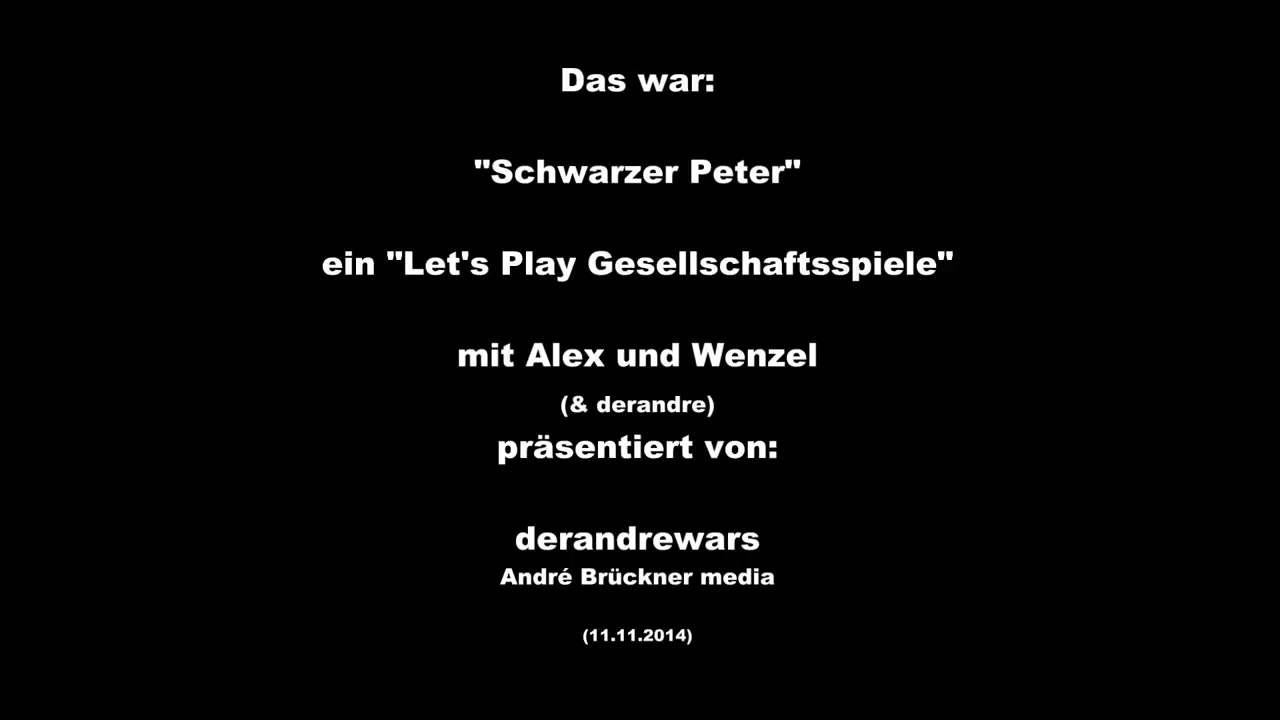 Das war:
"Schwarzer Peter"
ein "Let's Play Gesellschaftsspiele"
mit Alex und Wenzel
(& derandre)
präsentiert von:
derandrewars
André Brückner media
(11.11.2014)